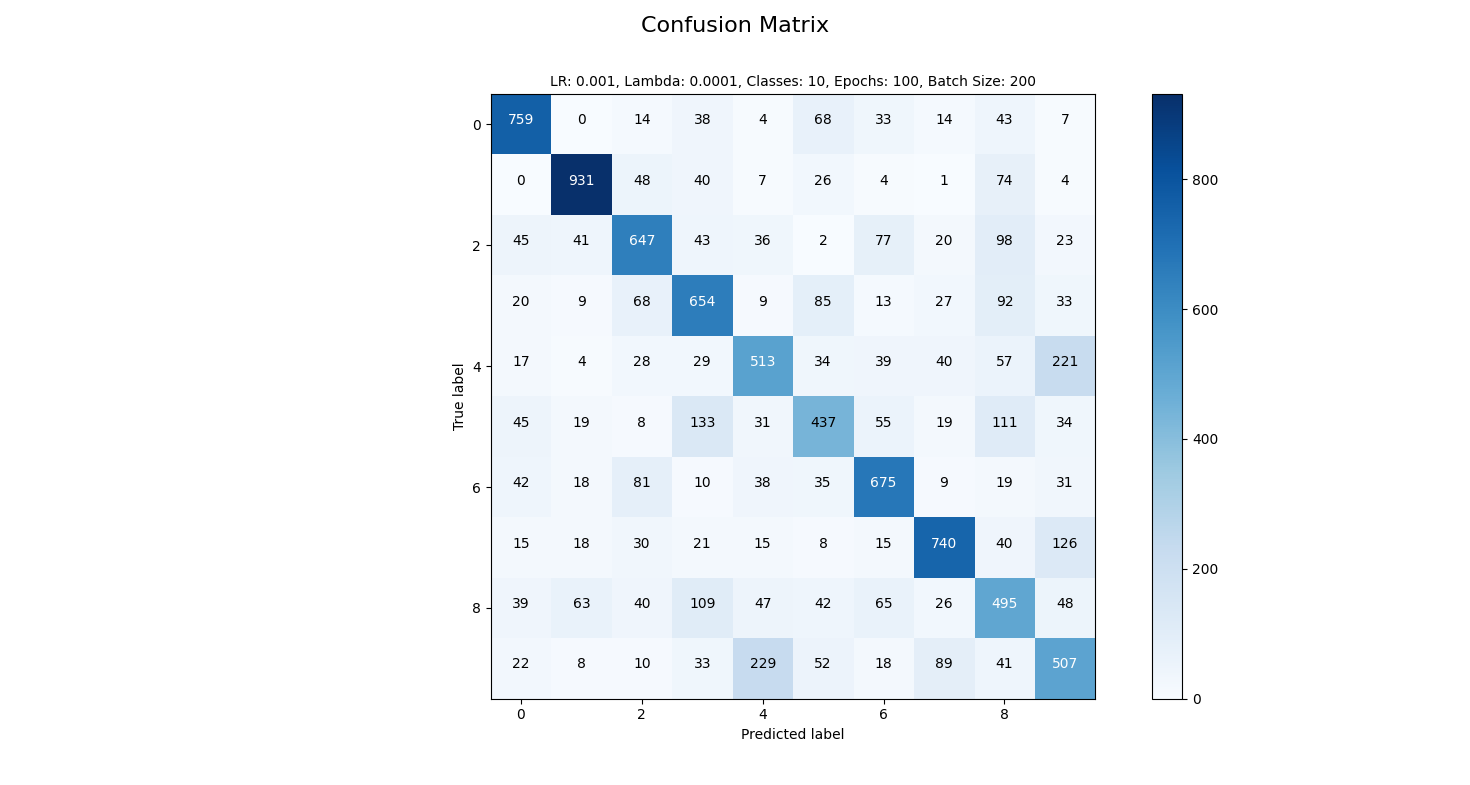 Confusion Matrix
LR: 0.001, Lambda: 0.0001, Classes: 10, Epochs: 100, Batch Size: 200
0 759 0 14 38 4 68 33 14 43 7
0 931 48 40 7 26 4 1 74 4
2 45 41 647 43 36 2 77 20 98 23
20 9 68 654 9 85 13 27 92 33
4 17 4 28 29 513 34 39 40 57 221
45 19 8 133 31 437 55 19 111 34
6 42 18 81 10 38 35 675 9 19 31
15 18 30 21 15 8 15 740 40 126
8 39 63 40 109 47 42 65 26 495 48
22 8 10 33 229 52 18 89 41 507
0 2 4 6 8
Predicted label
True label
800
600
400
200
0